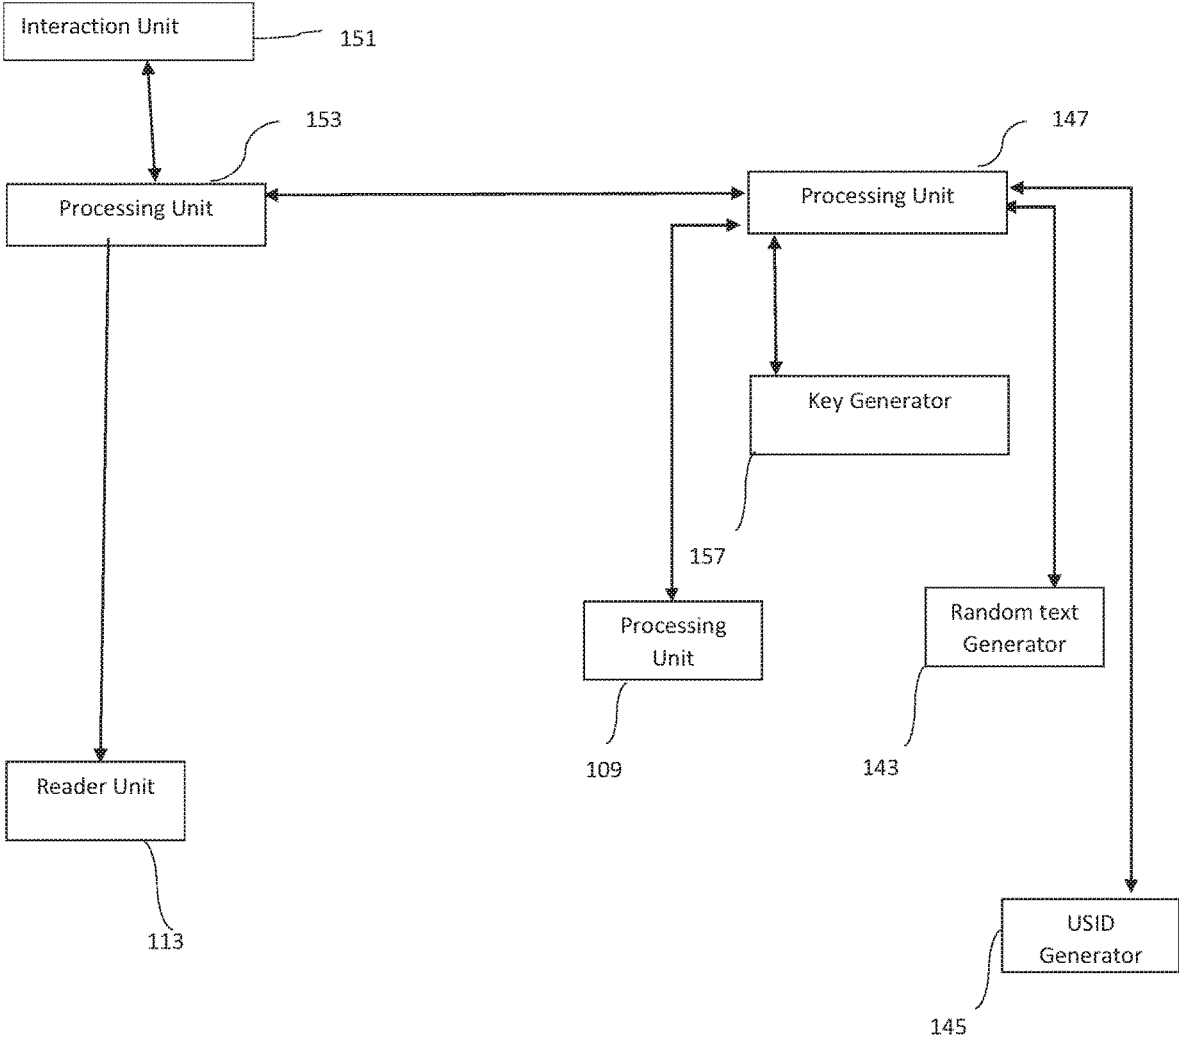 Interaction Unit
151
153
147
Processing Unit
Processing Unit
Key Generator
157
Random text
Generator
Processing
Unit
109
143
Reader Unit
113
USID
Generator
145